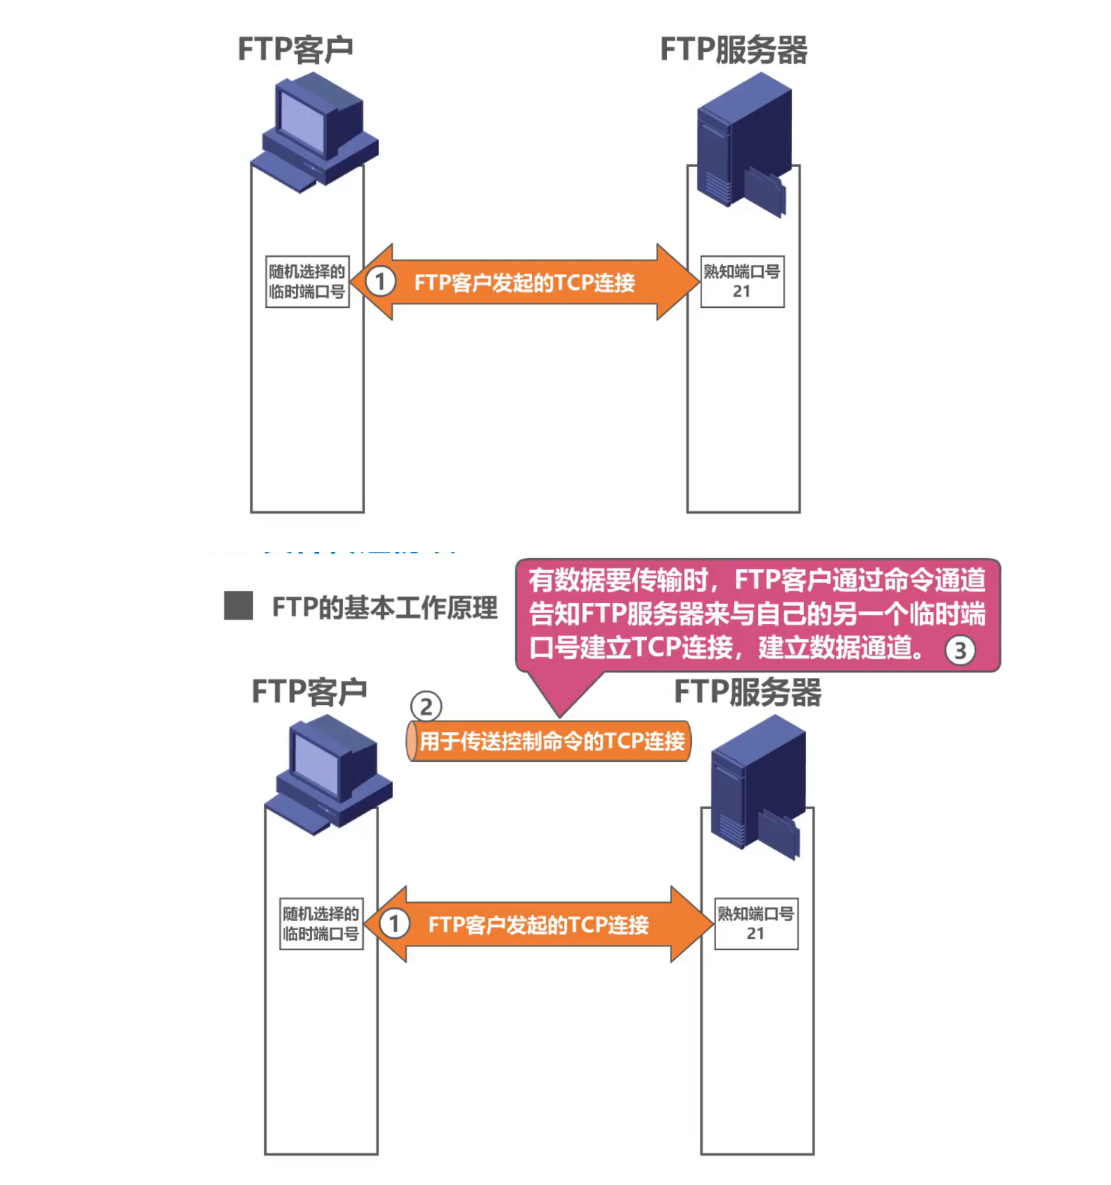 FTP客户
FTP服务器
随机选择的
临时端口号
① FTP客户发起的TCP连接
熟知端口号
21
FTP的基本工作原理
有数据要传输时，FTP客户通过命令通道
告知FTP服务器来与自己的另一个临时端
口号建立TCP连接，建立数据通道。 ③
FTP客户
②
FTP服务器
用于传送控制命令的TCP连接
随机选择的
临时端口号
① FTP客户发起的TCP连接
熟知端口号
21